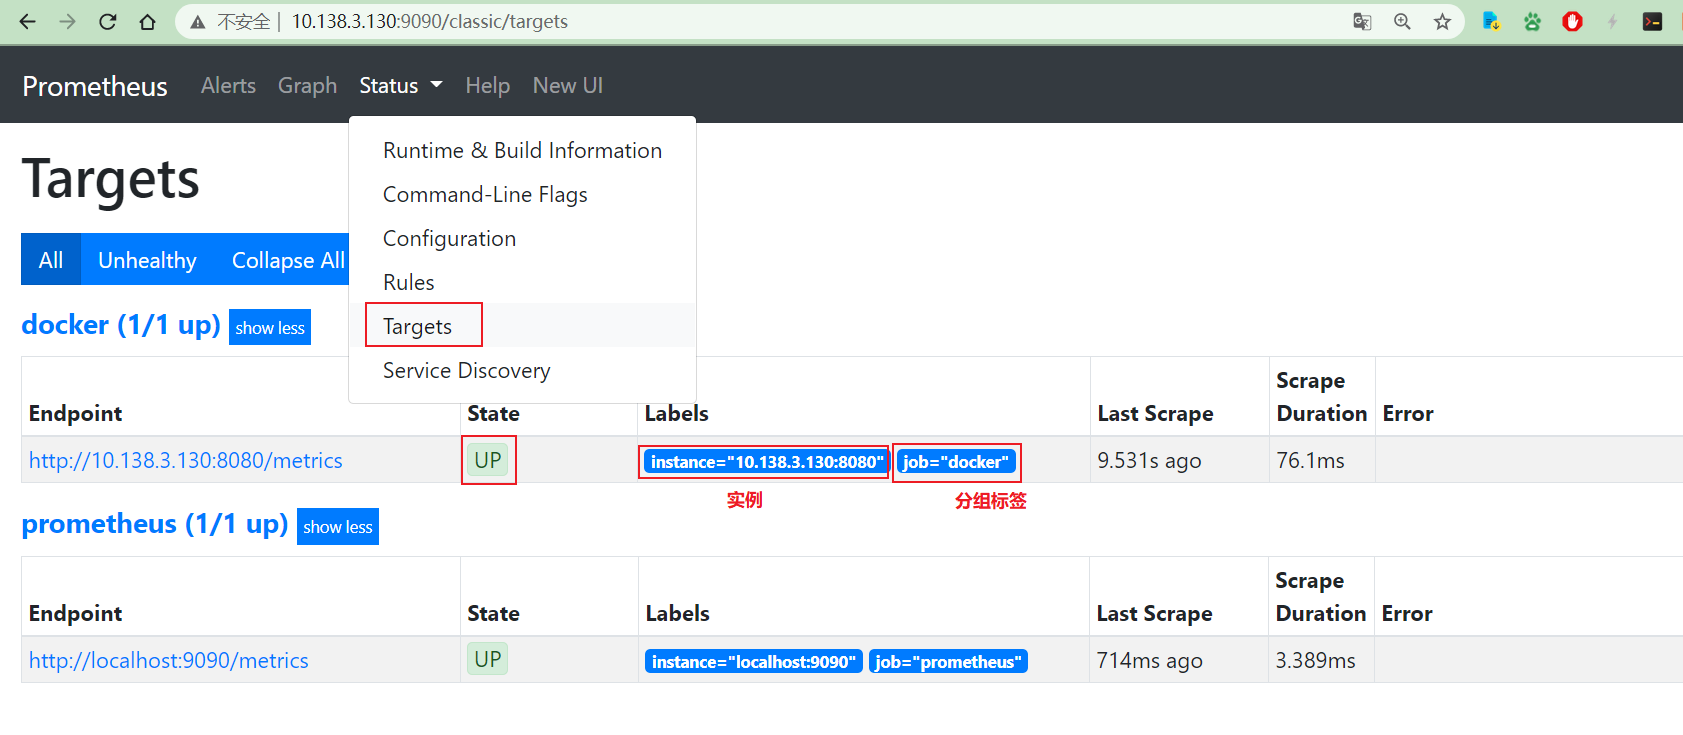 不安全 | 10.138.3.130:9090/classic/targets
Prometheus Alerts Graph Status Help New UI
Runtime & Build Information
Command-Line Flags
Configuration
Rules
Targets
Service Discovery
Targets
All Unhealthy Collapse All
docker (1/1 up) show less
Endpoint State Labels Last Scrape Scrape Duration Error
http://10.138.3.130:8080/metrics UP instance="10.138.3.130:8080" job="docker" 9.531s ago 76.1ms
实例 分组标签
prometheus (1/1 up) show less
Endpoint State Labels Last Scrape Scrape Duration Error
http://localhost:9090/metrics UP instance="localhost:9090" job="prometheus" 714ms ago 3.389ms